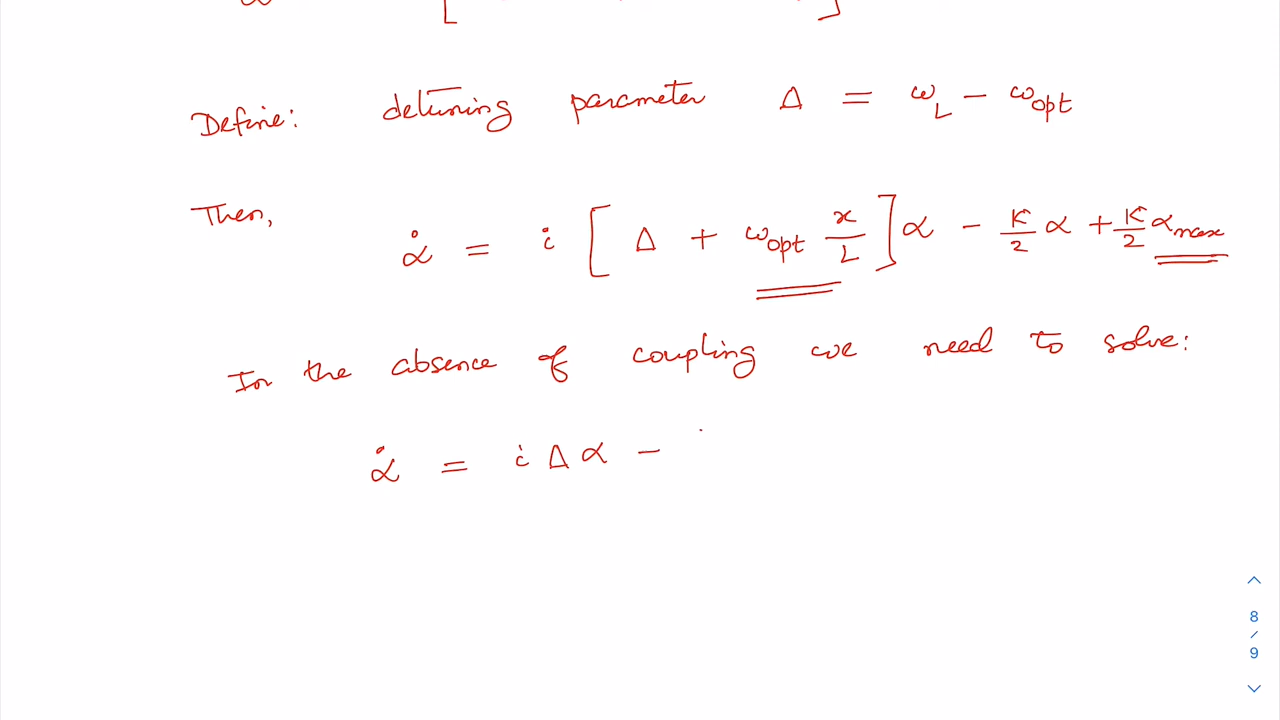 Define: detuning parameter Δ = ω_L − ω_opt
Then,
α̇ = i [ Δ + ω_opt x/L ] α − κ/2 α + κ/2 α_max
In the absence of coupling we need to solve:
α̇ = i Δ α −
8
/
9